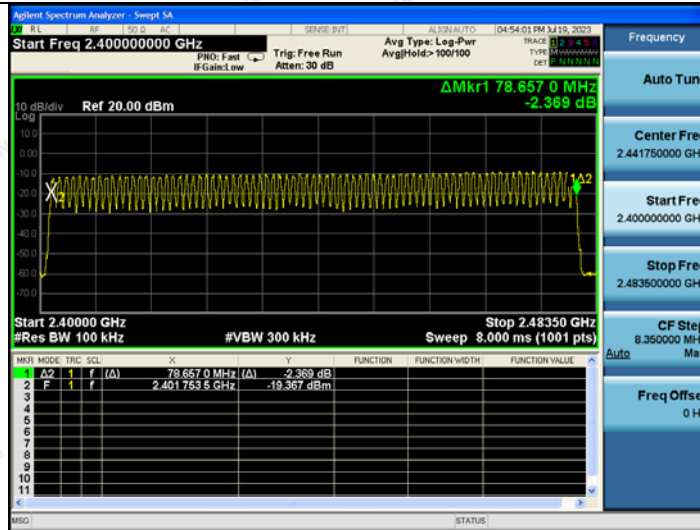 Agilent Spectrum Analyzer - Swept SA
RL RF 50 Ω AC SENSE:INT ALIGN AUTO 04:54:01 PM Jul 19, 2023
Start Freq 2.400000000 GHz
PNO: Fast
IFGain:Low
Trig: Free Run
Atten: 30 dB
Avg Type: Log-Pwr
Avg|Hold:> 100/100
TRACE 1 2 3 4 5 6
TYPE M
DET P N N N N N
ΔMkr1 78.657 0 MHz
-2.369 dB
10 dB/div Ref 20.00 dBm
Log
10.0
0.00
-10.0
-20.0
-30.0
-40.0
-50.0
-60.0
-70.0
2
1Δ2
Start 2.40000 GHz Stop 2.48350 GHz
#Res BW 100 kHz #VBW 300 kHz Sweep 8.000 ms (1001 pts)
MKR MODE TRC SCL X Y FUNCTION FUNCTION WIDTH FUNCTION VALUE
1 Δ2 1 f (Δ) 78.657 0 MHz (Δ) -2.369 dB
2 F 1 f 2.401 753 5 GHz -19.367 dBm
3
4
5
6
7
8
9
10
11
MSG STATUS
Frequency
Auto Tun
Center Fre
2.441750000 GH
Start Fre
2.400000000 GH
Stop Fre
2.483500000 GH
CF Ste
8.350000 MH
Auto Ma
Freq Offse
0 H